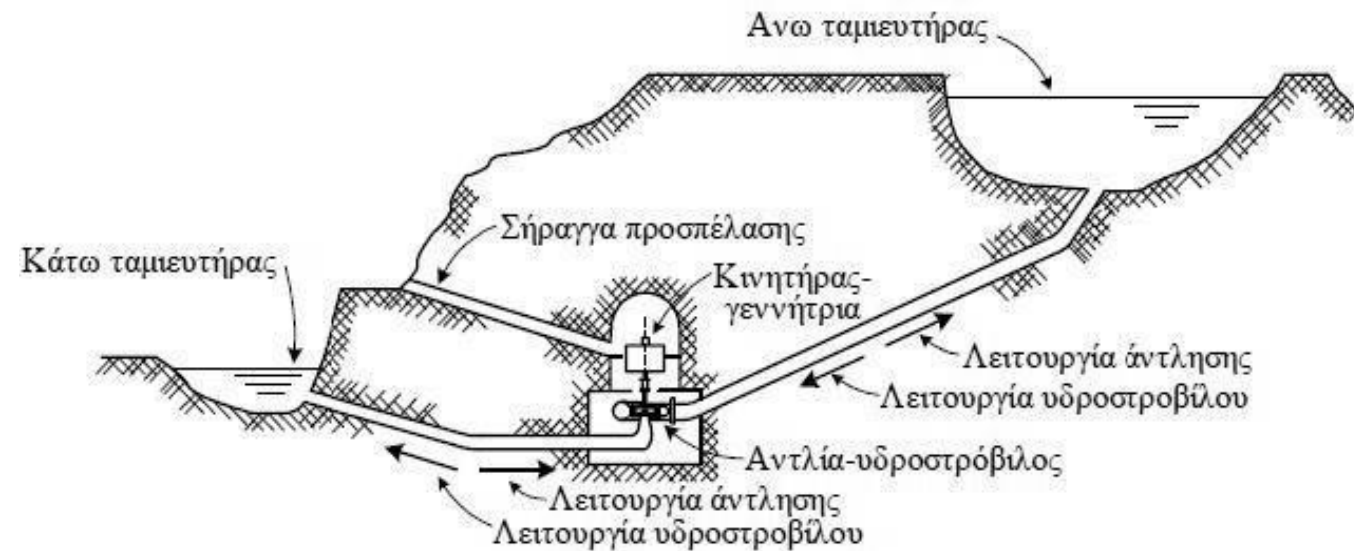 Ανω ταμιευτήρας
Σήραγγα προσπέλασης
Κάτω ταμιευτήρας
Κινητήρας-
γεννήτρια
Λειτουργία άντλησης
Λειτουργία υδροστροβίλου
Αντλία-υδροστρόβιλος
Λειτουργία άντλησης
Λειτουργία υδροστροβίλου